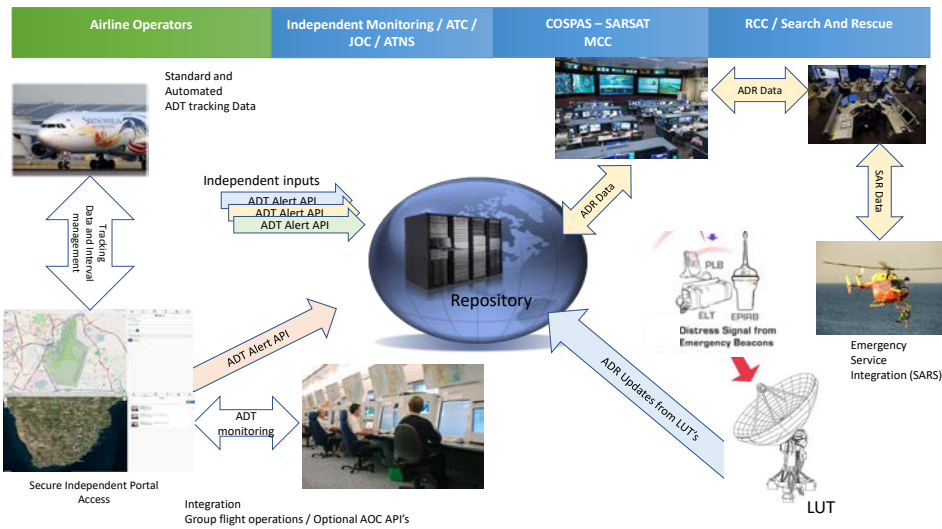 Airline Operators
Independent Monitoring / ATC /
JOC / ATNS
COSPAS – SARSAT
MCC
RCC / Search And Rescue
Standard and
Automated
ADT tracking Data
ADR Data
Independent inputs
ADT Alert API
ADT Alert API
ADT Alert API
ADR Data
SAR Data
Tracking
Data and Interval
management
Repository
PLB
ELT
EPIRB
Distress Signal from
Emergency Beacons
Emergency
Service
Integration (SARS)
ADT Alert API
ADR Updates from LUT's
ADT
monitoring
Secure Independent Portal
Access
Integration
Group flight operations / Optional AOC API's
LUT